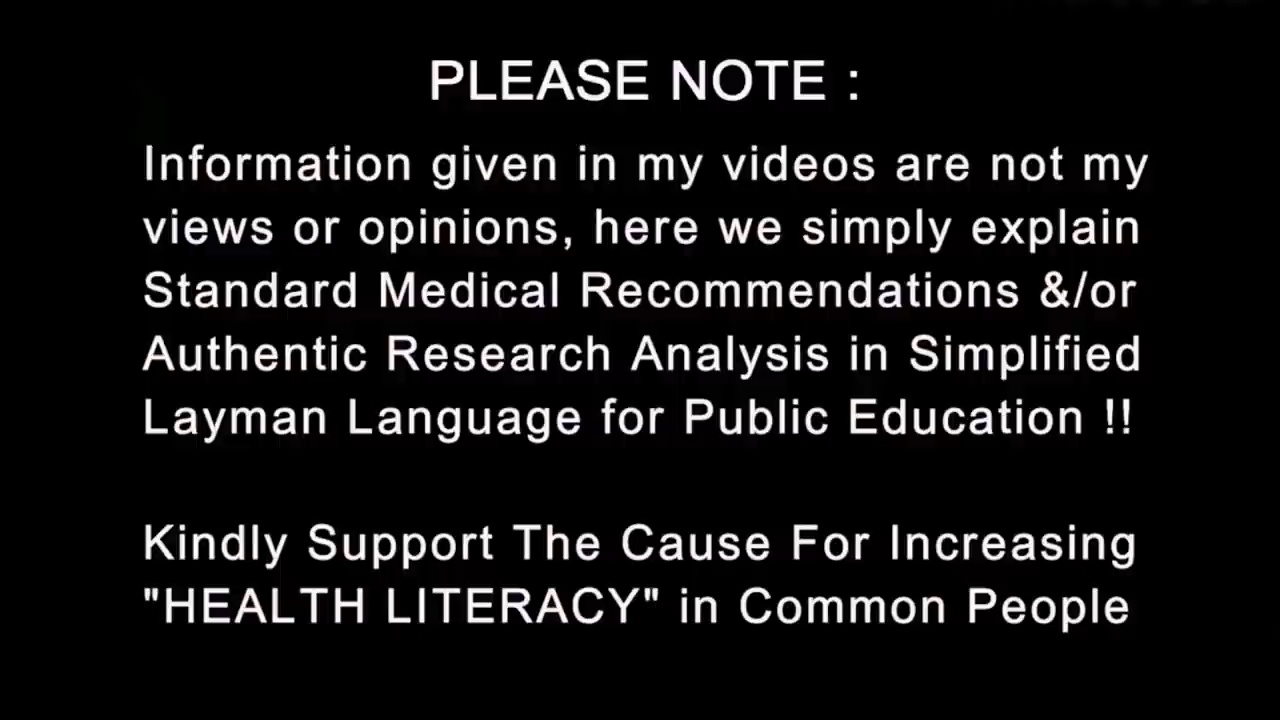 PLEASE NOTE :
Information given in my videos are not my
views or opinions, here we simply explain
Standard Medical Recommendations &/or
Authentic Research Analysis in Simplified
Layman Language for Public Education !!
Kindly Support The Cause For Increasing
"HEALTH LITERACY" in Common People